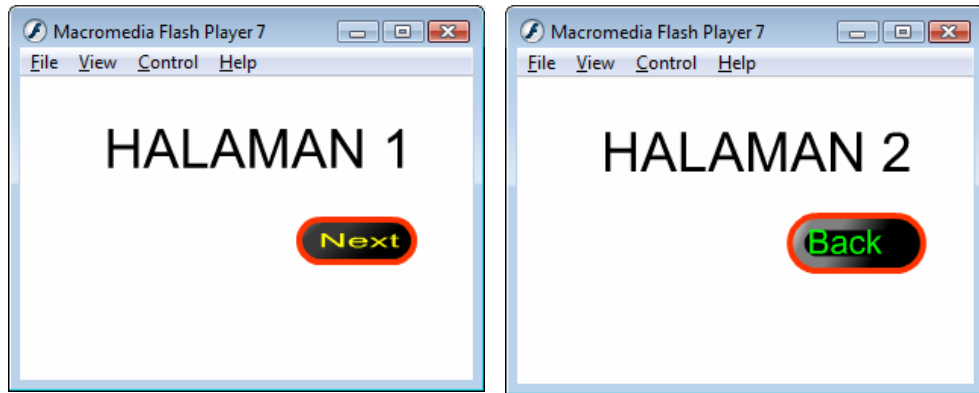 Macromedia Flash Player 7
File View Control Help
HALAMAN 1
Next
Macromedia Flash Player 7
File View Control Help
HALAMAN 2
Back